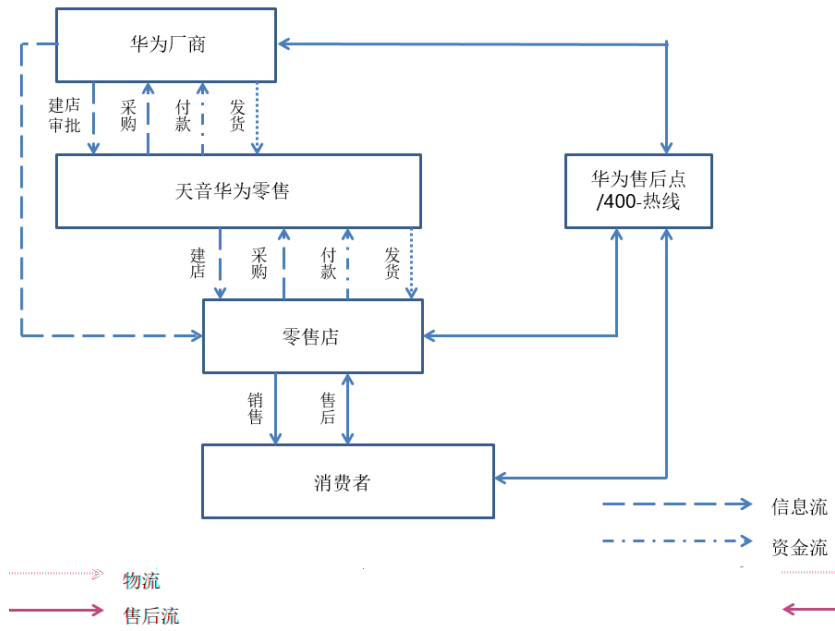 华为厂商
建店
审批
采
购
付
款
发
货
天音华为零售
华为售后点
/400-热线
建
店
采
购
付
款
发
货
零售店
销
售
售
后
消费者
信息流
资金流
物流
售后流